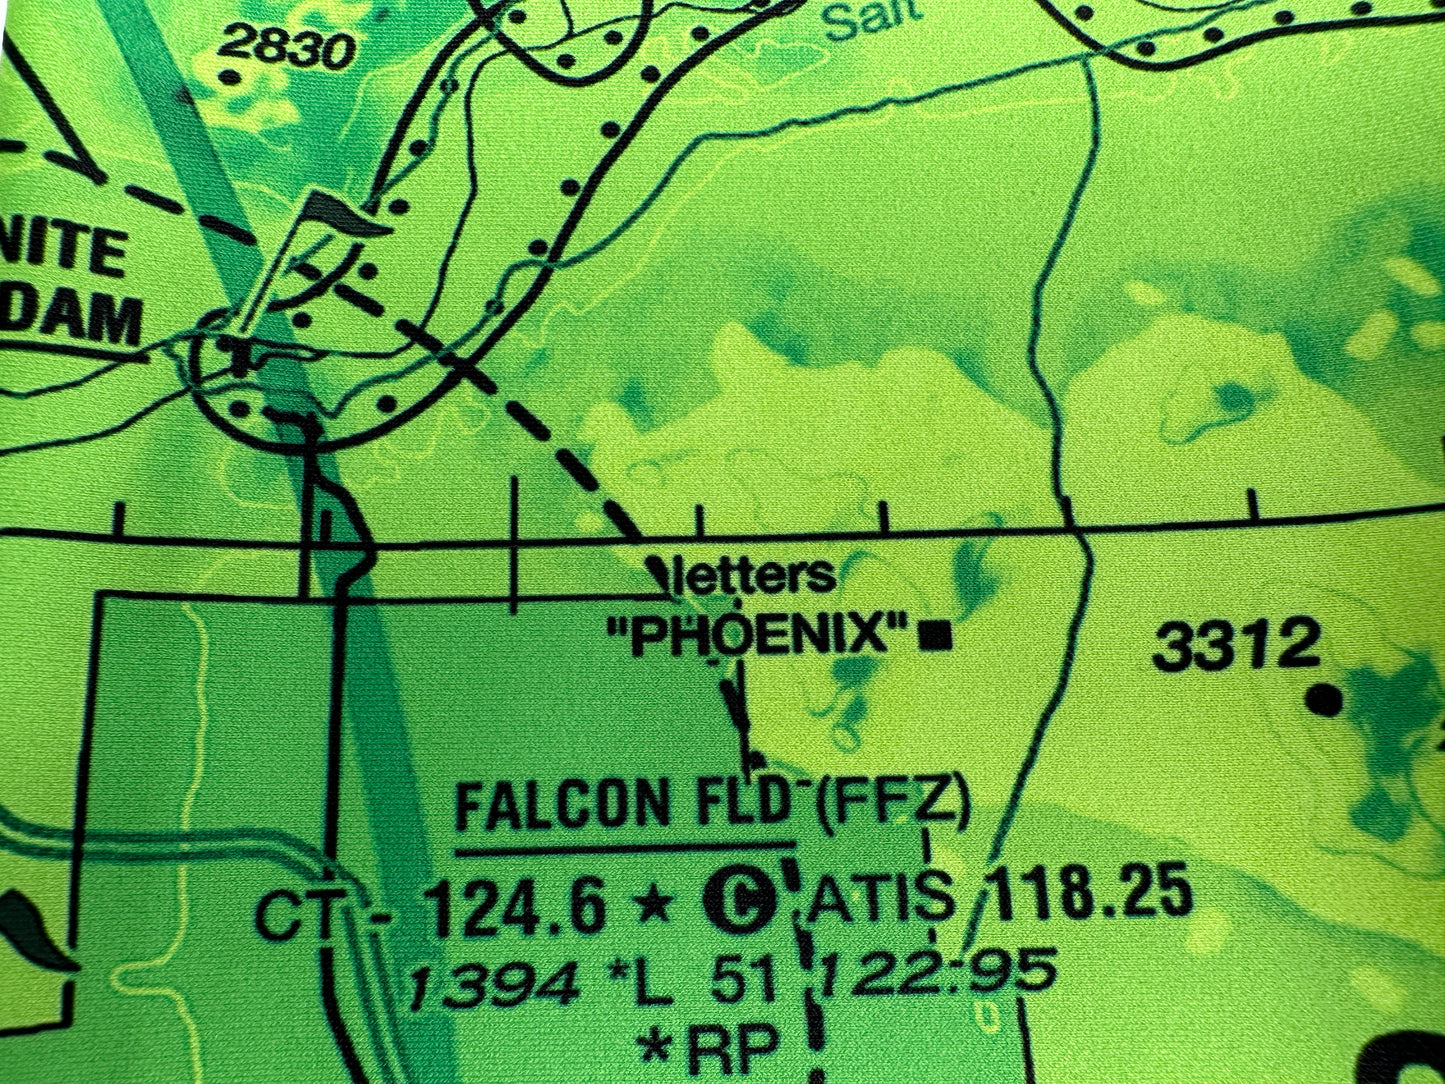 2830
Salt
NITE
DAM
letters
"PHOENIX"
3312
FALCON FLD (FFZ)
CT - 124.6 ★ C ATIS 118.25
1394 *L 51 122.95
*RP